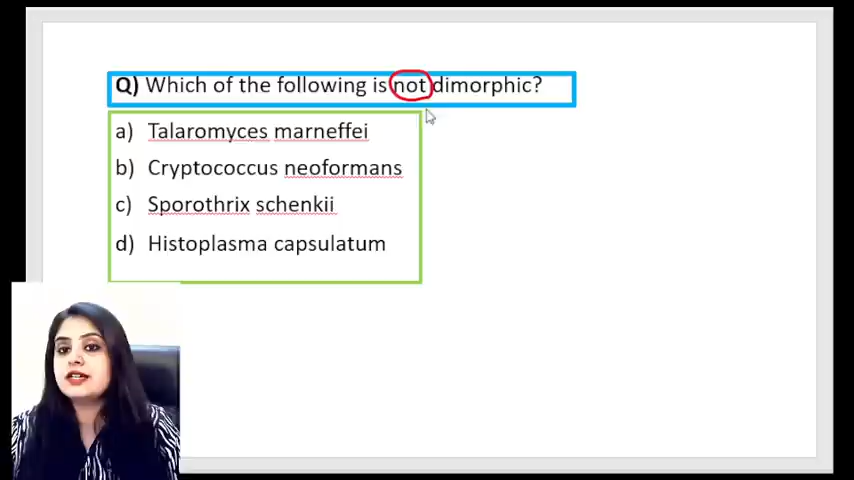 Q) Which of the following is not dimorphic?
a) Talaromyces marneffei
b) Cryptococcus neoformans
c) Sporothrix schenkii
d) Histoplasma capsulatum